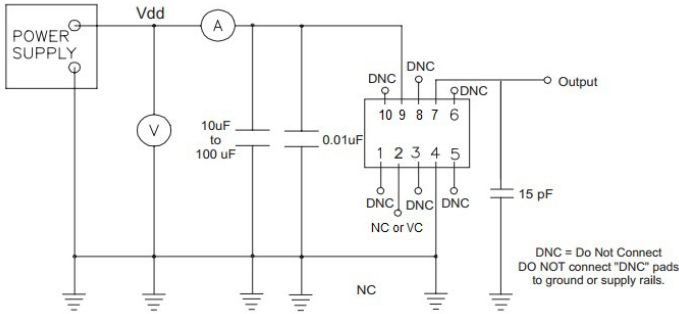 Vdd
POWER
SUPPLY
A
V
10uF
to
100 uF
0.01uF
DNC
DNC
DNC
10 9 8 7 6
1 2 3 4 5
DNC
DNC
DNC
NC or VC
Output
15 pF
NC
DNC = Do Not Connect
DO NOT connect "DNC" pads
to ground or supply rails.